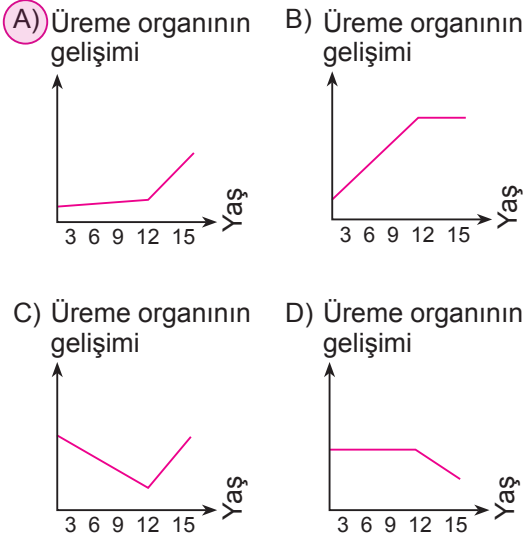 A) Üreme organının
gelişimi
Yaş
3 6 9 12 15
B) Üreme organının
gelişimi
Yaş
3 6 9 12 15
C) Üreme organının
gelişimi
Yaş
3 6 9 12 15
D) Üreme organının
gelişimi
Yaş
3 6 9 12 15